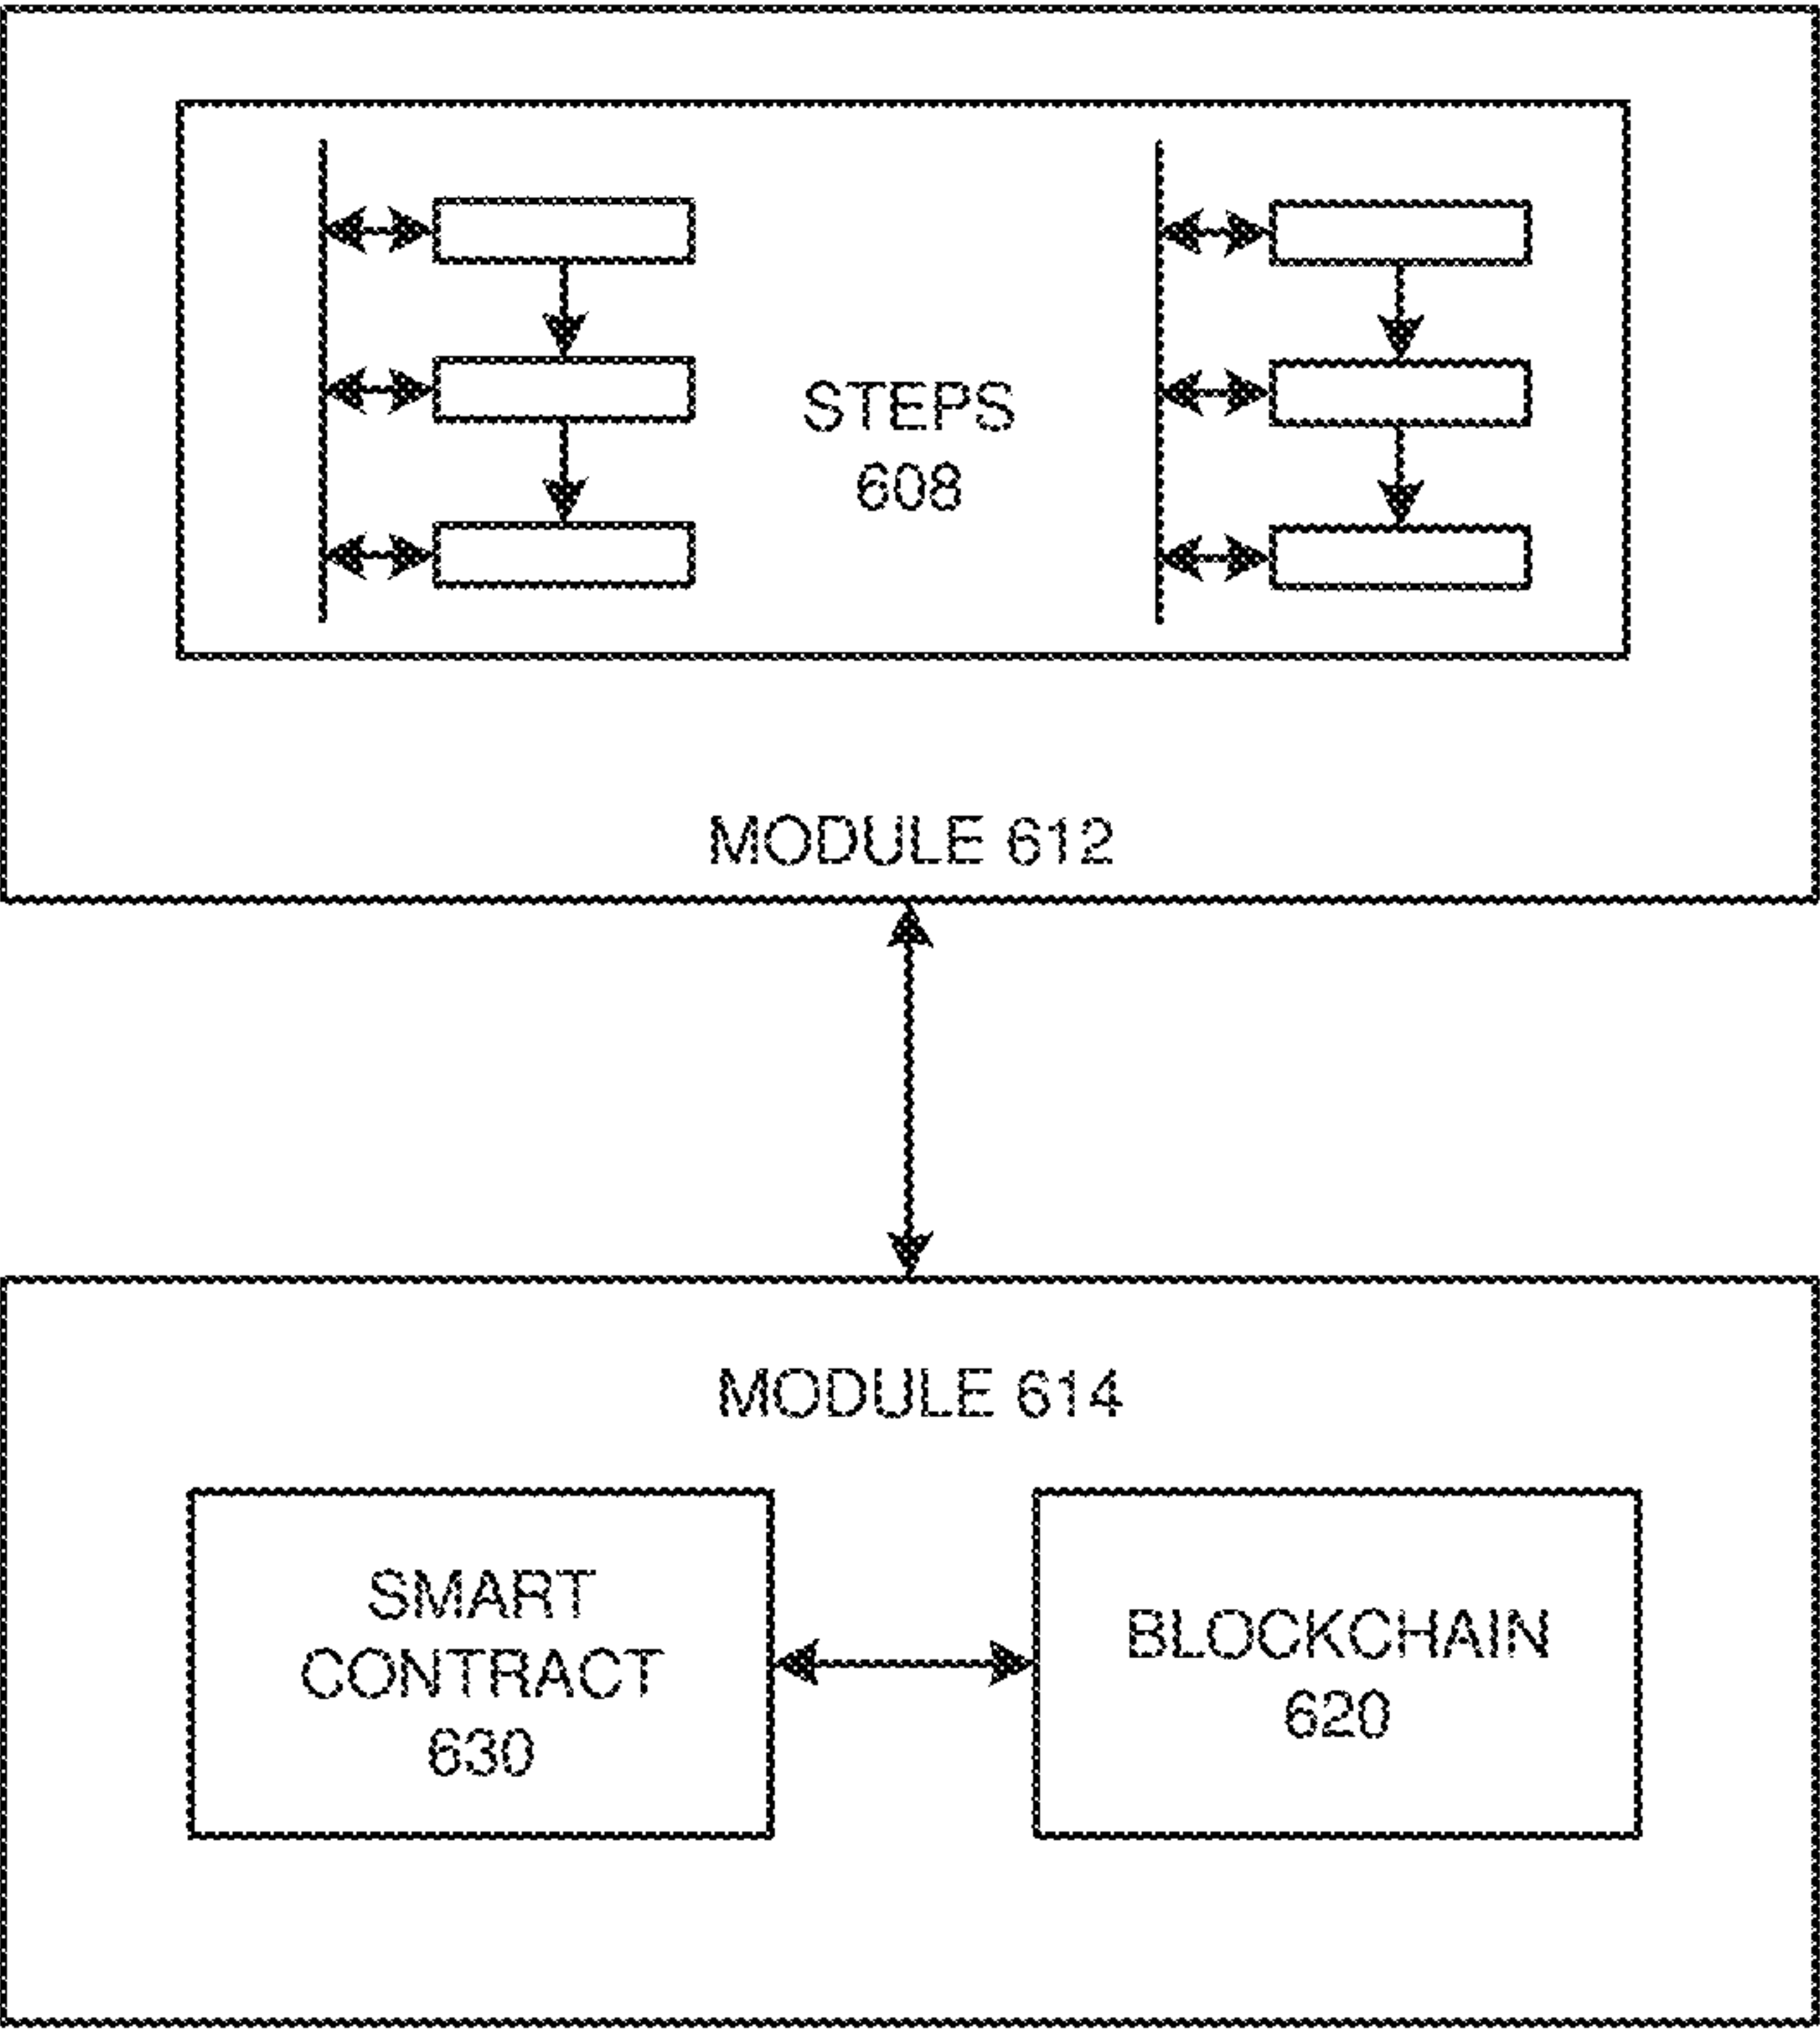 STEPS
608
MODULE 612
MODULE 614
SMART
CONTRACT
630
BLOCKCHAIN
620